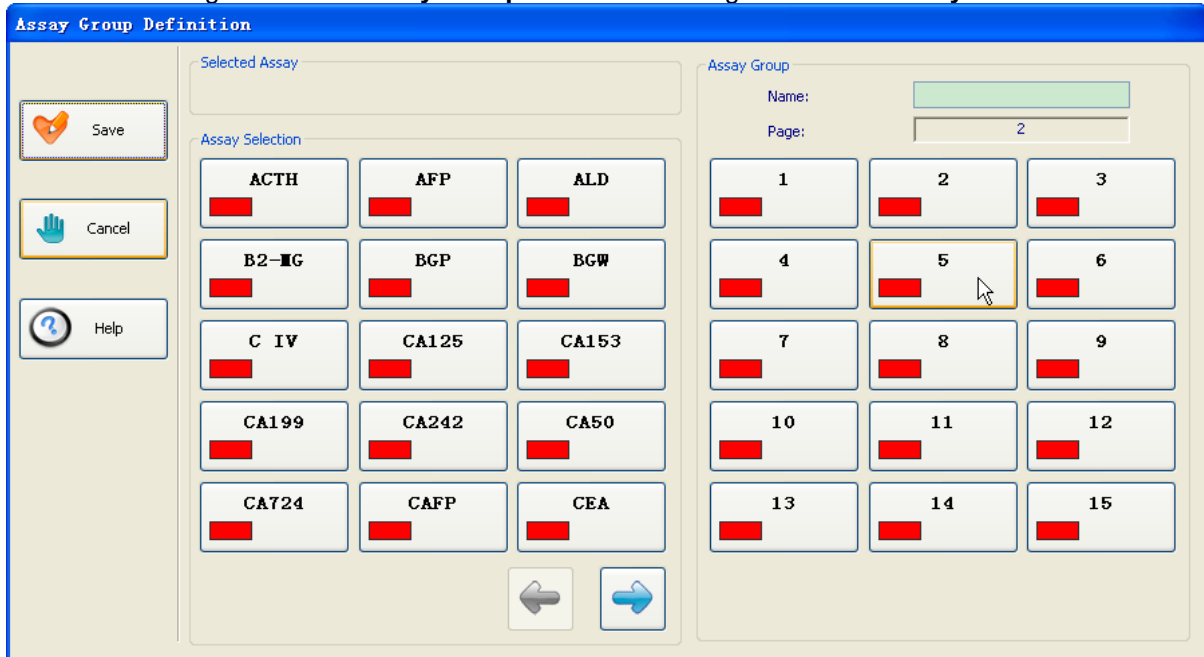 Assay Group Definition
Save
Cancel
Help
Selected Assay
Assay Selection
ACTH AFP ALD
B2-MG BGP BGW
C IV CA125 CA153
CA199 CA242 CA50
CA724 CAFP CEA
Assay Group
Name:
Page: 2
1 2 3
4 5 6
7 8 9
10 11 12
13 14 15